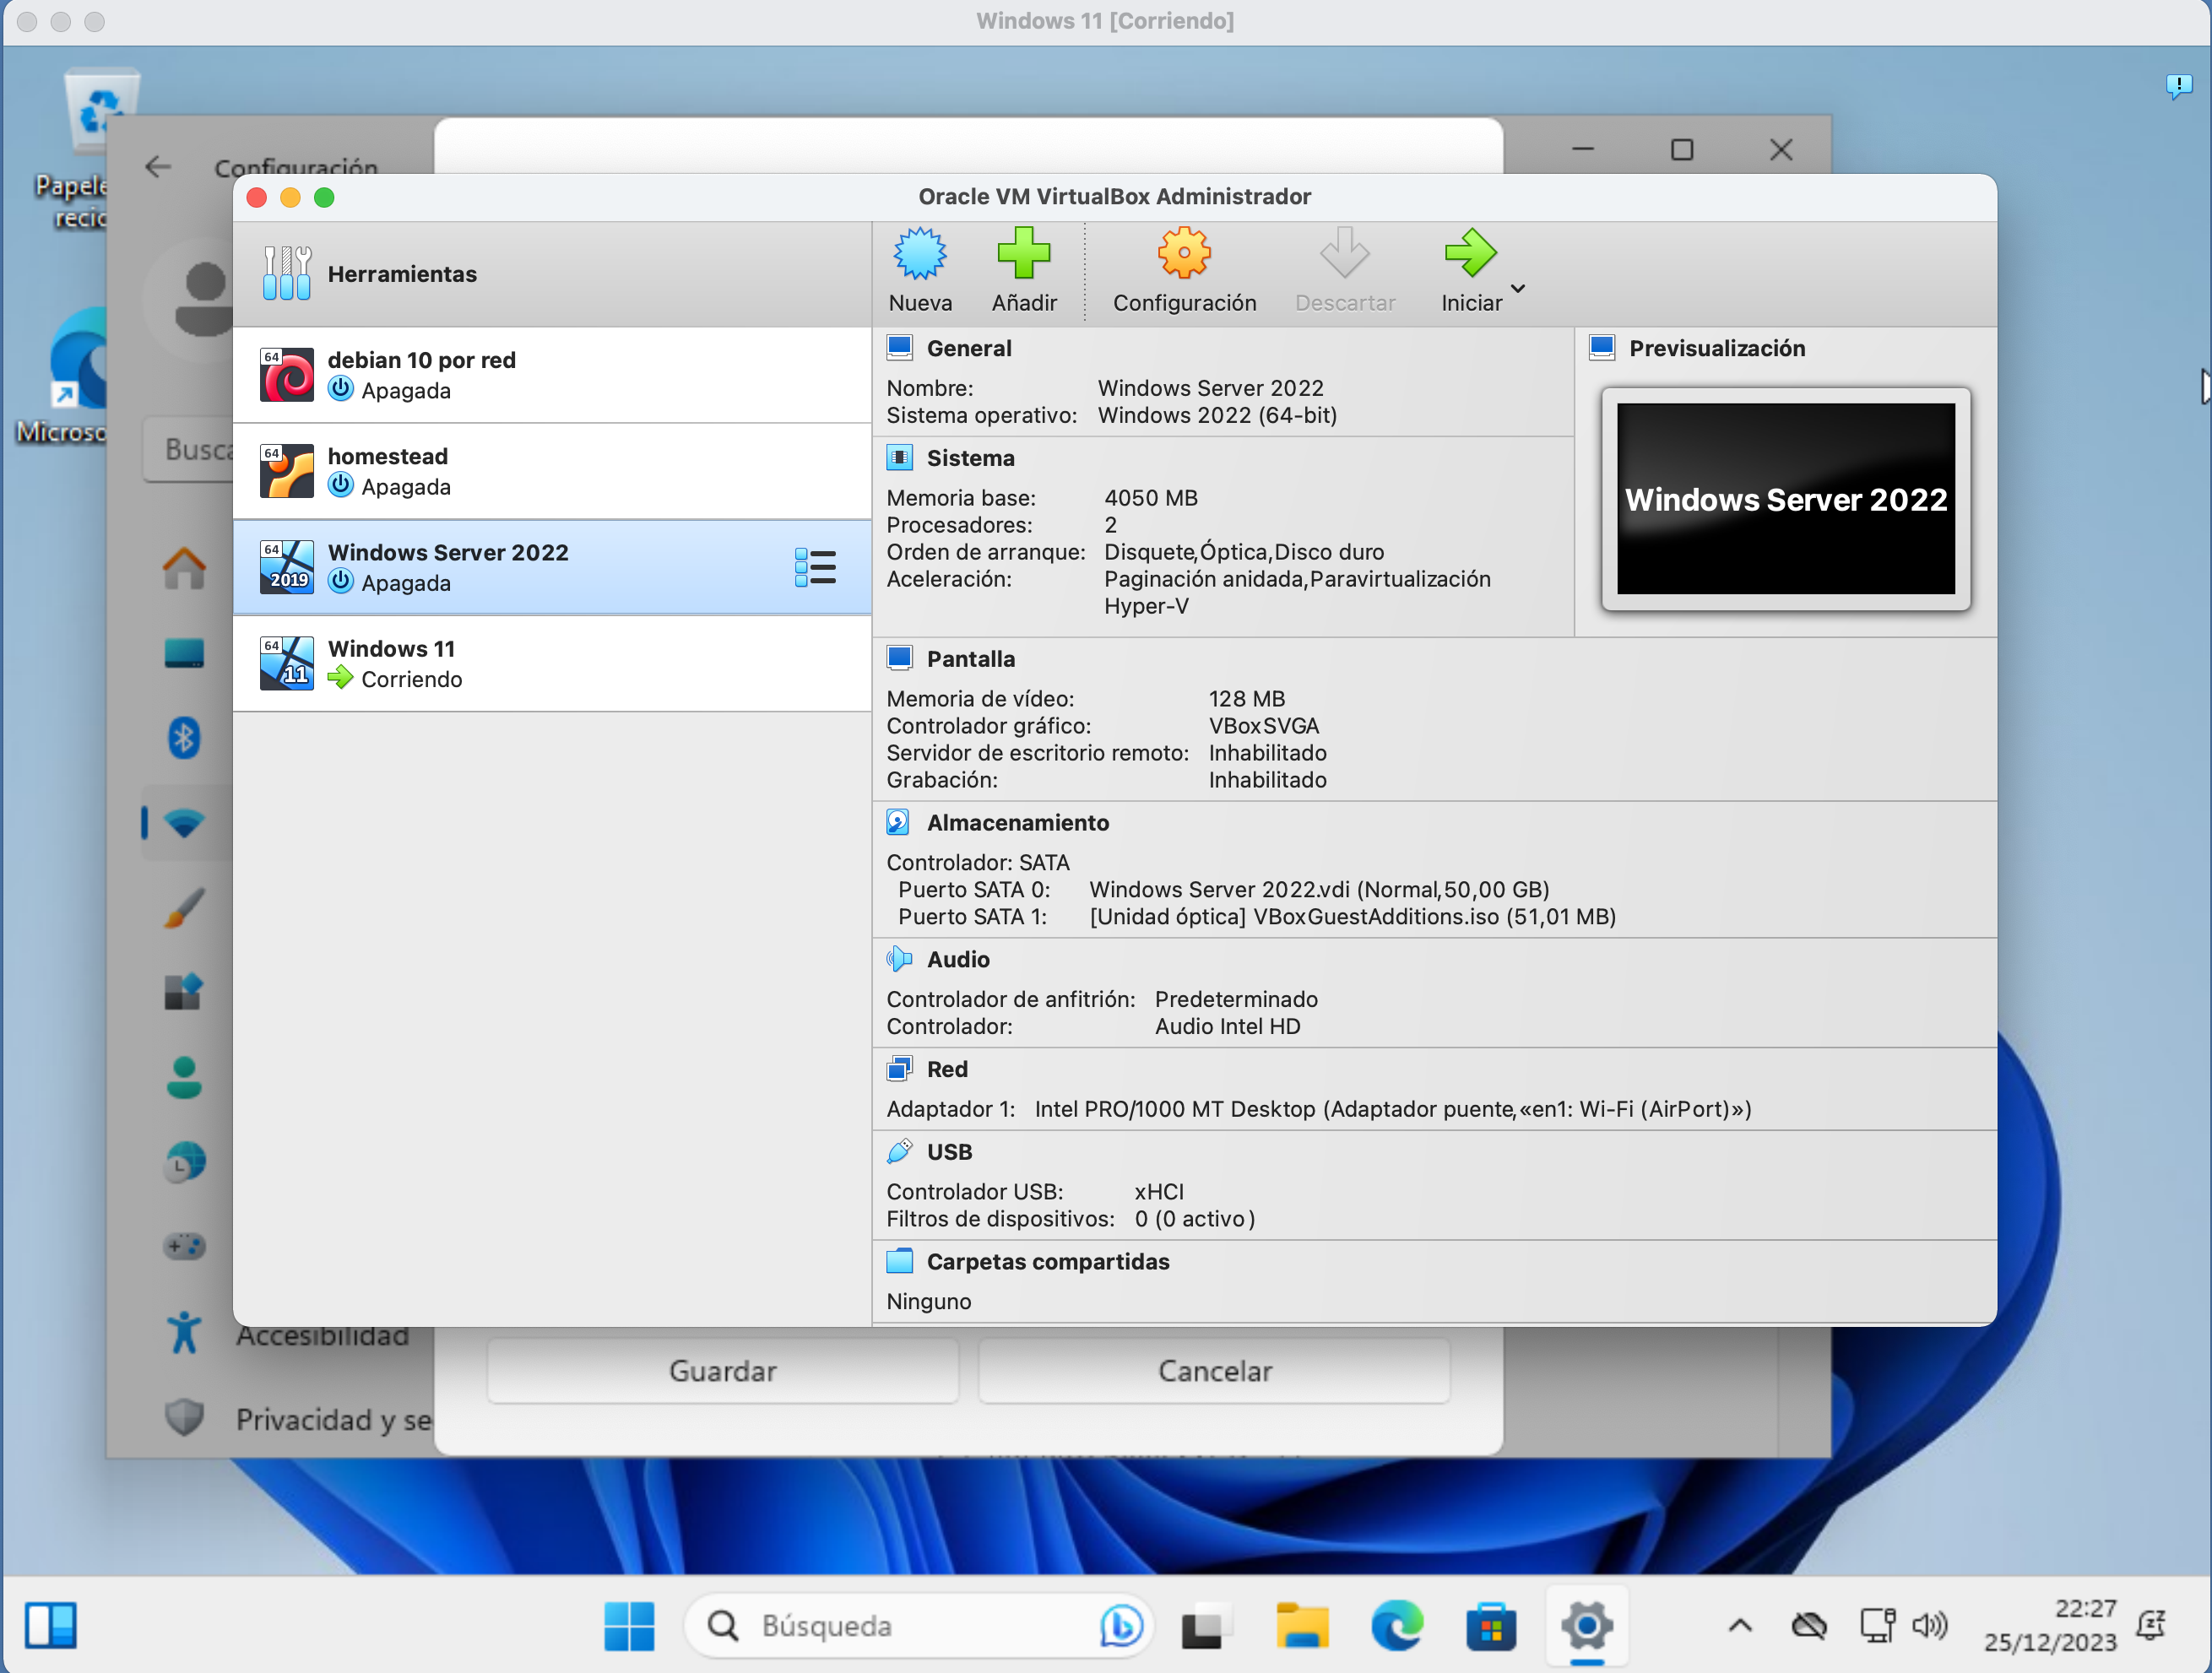 Windows 11 [Corriendo]
Configuración
Oracle VM VirtualBox Administrador
Herramientas
Nueva
Añadir
Configuración
Descartar
Iniciar
64
debian 10 por red
Apagada
64
homestead
Apagada
64
2019
Windows Server 2022
Apagada
64
11
Windows 11
Corriendo
General
Nombre: Windows Server 2022
Sistema operativo: Windows 2022 (64-bit)
Previsualización
Windows Server 2022
Sistema
Memoria base: 4050 MB
Procesadores: 2
Orden de arranque: Disquete,Óptica,Disco duro
Aceleración: Paginación anidada,Paravirtualización
Hyper-V
Pantalla
Memoria de vídeo: 128 MB
Controlador gráfico: VBoxSVGA
Servidor de escritorio remoto: Inhabilitado
Grabación: Inhabilitado
Almacenamiento
Controlador: SATA
Puerto SATA 0: Windows Server 2022.vdi (Normal,50,00 GB)
Puerto SATA 1: [Unidad óptica] VBoxGuestAdditions.iso (51,01 MB)
Audio
Controlador de anfitrión: Predeterminado
Controlador: Audio Intel HD
Red
Adaptador 1: Intel PRO/1000 MT Desktop (Adaptador puente,«en1: Wi-Fi (AirPort)»)
USB
Controlador USB: xHCI
Filtros de dispositivos: 0 (0 activo)
Carpetas compartidas
Ninguno
Papele
recic
Microso
Busca
Accesibilidad
Privacidad y se
Guardar
Cancelar
Búsqueda
22:27
25/12/2023